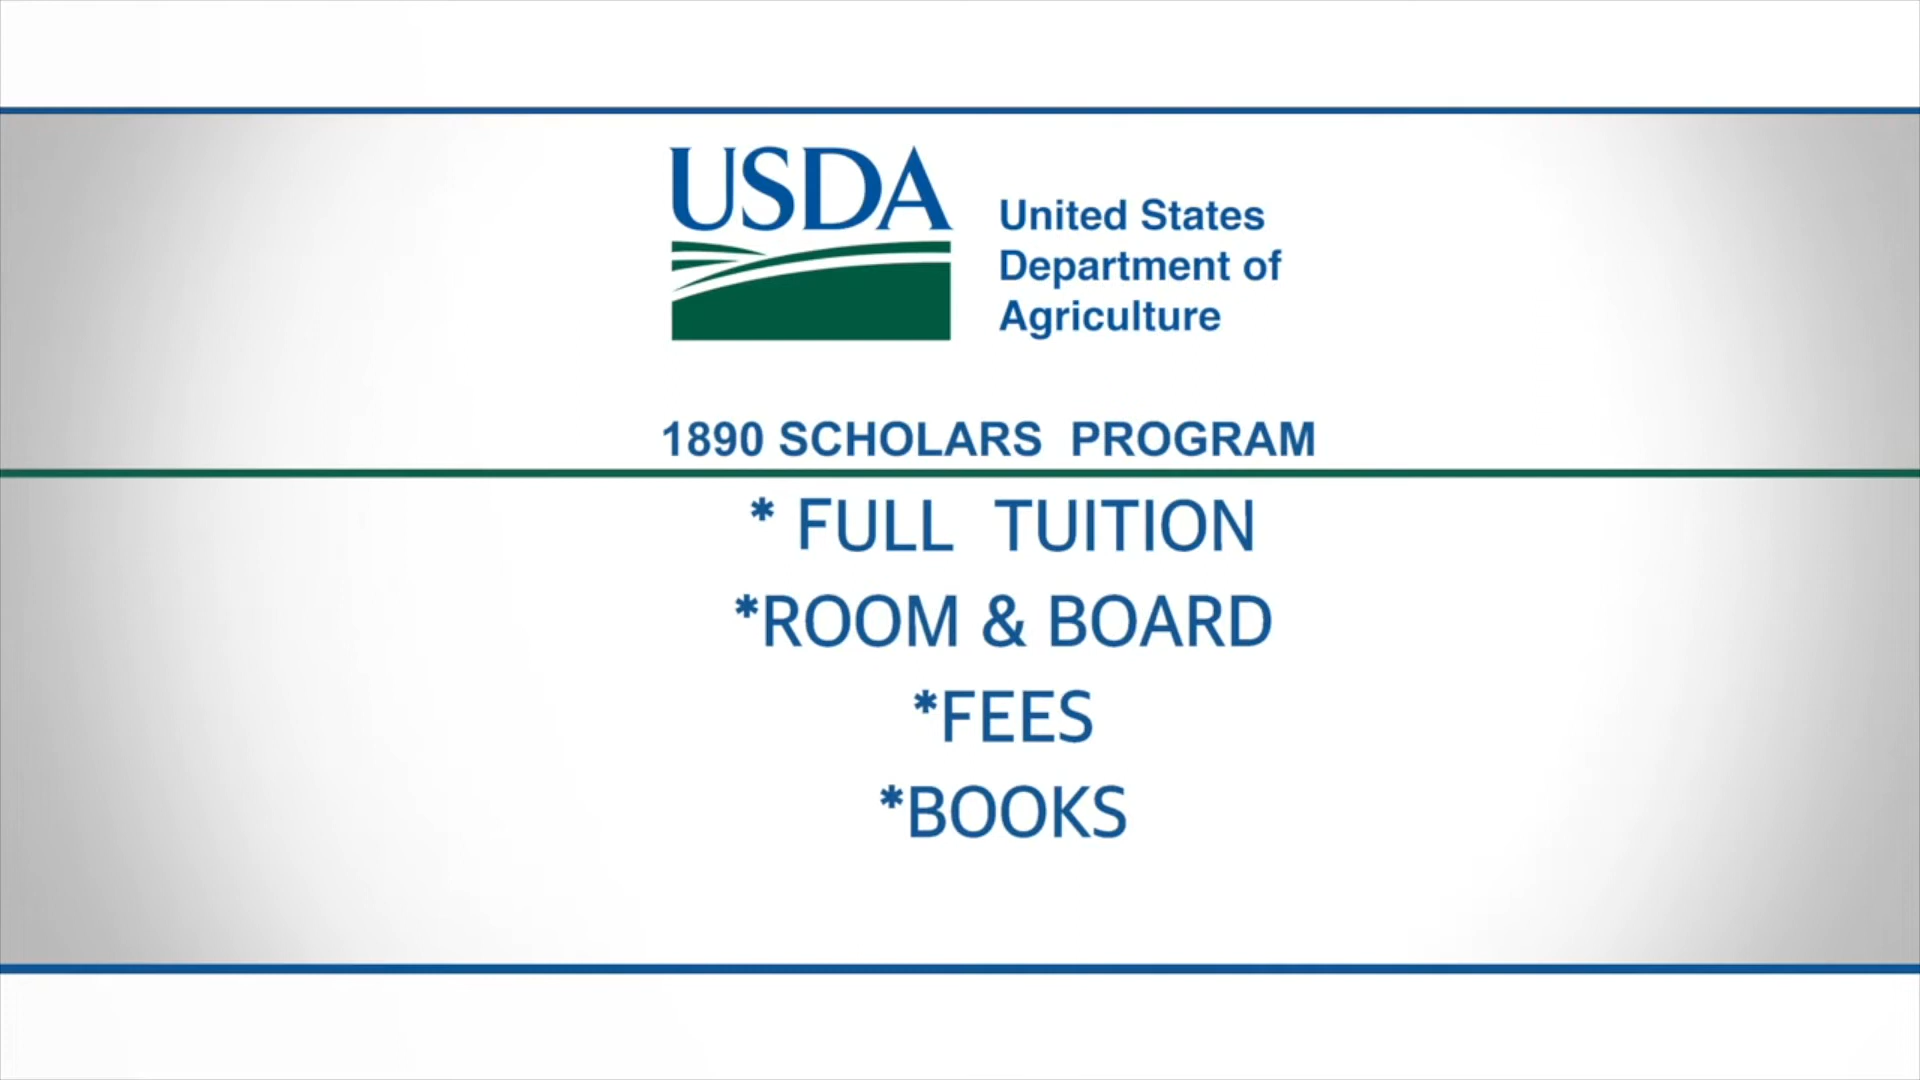 USDA
United States
Department of
Agriculture
1890 SCHOLARS PROGRAM
* FULL TUITION
*ROOM & BOARD
*FEES
*BOOKS